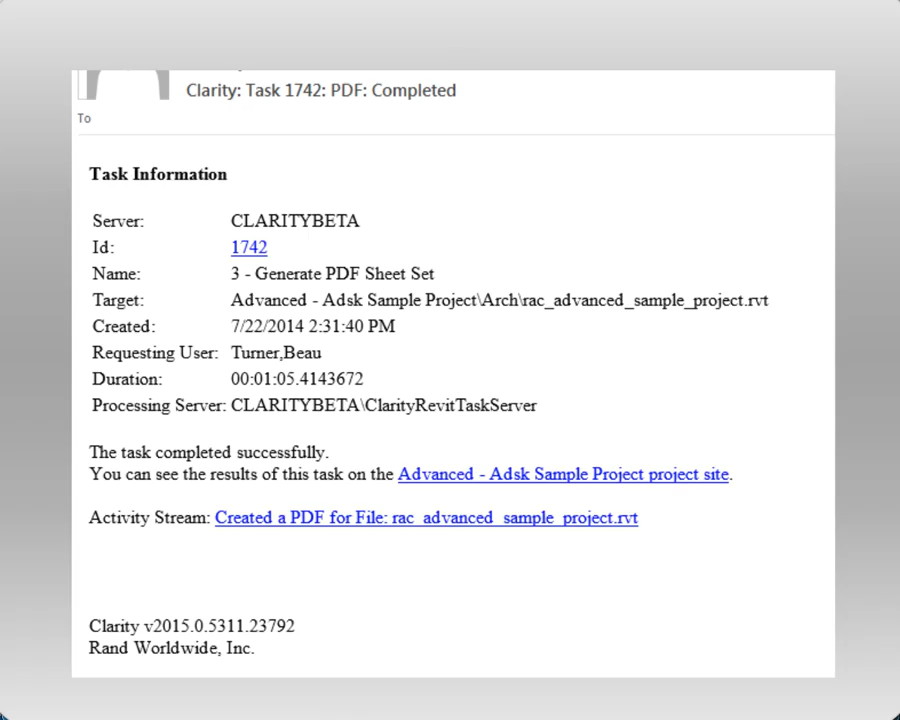 Clarity: Task 1742: PDF: Completed
To
Task Information
Server: CLARITYBETA
Id: 1742
Name: 3 - Generate PDF Sheet Set
Target: Advanced - Adsk Sample Project\Arch\rac_advanced_sample_project.rvt
Created: 7/22/2014 2:31:40 PM
Requesting User: Turner,Beau
Duration: 00:01:05.4143672
Processing Server: CLARITYBETA\ClarityRevitTaskServer
The task completed successfully.
You can see the results of this task on the Advanced - Adsk Sample Project project site.
Activity Stream: Created a PDF for File: rac_advanced_sample_project.rvt
Clarity v2015.0.5311.23792
Rand Worldwide, Inc.